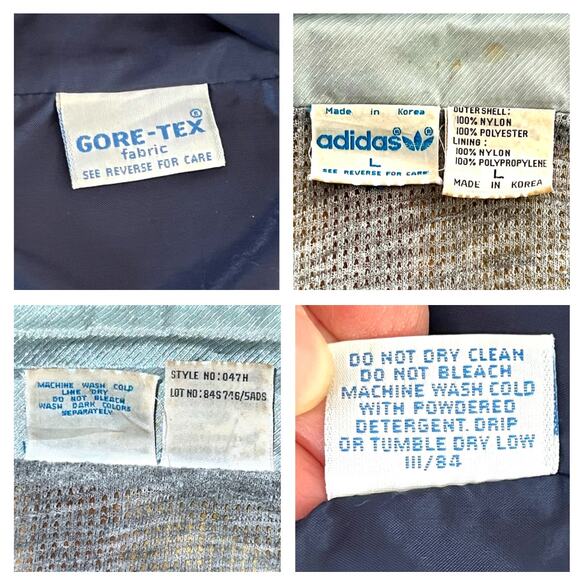 GORE-TEX®
fabric
SEE REVERSE FOR CARE
Made in Korea
adidas®
L
SEE REVERSE FOR CARE
OUTER SHELL:
100% NYLON
100% POLYESTER
LINING:
100% NYLON
100% POLYPROPYLENE
L
MADE IN KOREA
MACHINE WASH COLD
LINE DRY
DO NOT BLEACH
WASH DARK COLORS
SEPARATELY.
STYLE NO:047H
LOT NO:84S746/5ADS
DO NOT DRY CLEAN
DO NOT BLEACH
MACHINE WASH COLD
WITH POWDERED
DETERGENT. DRIP
OR TUMBLE DRY LOW
III/84